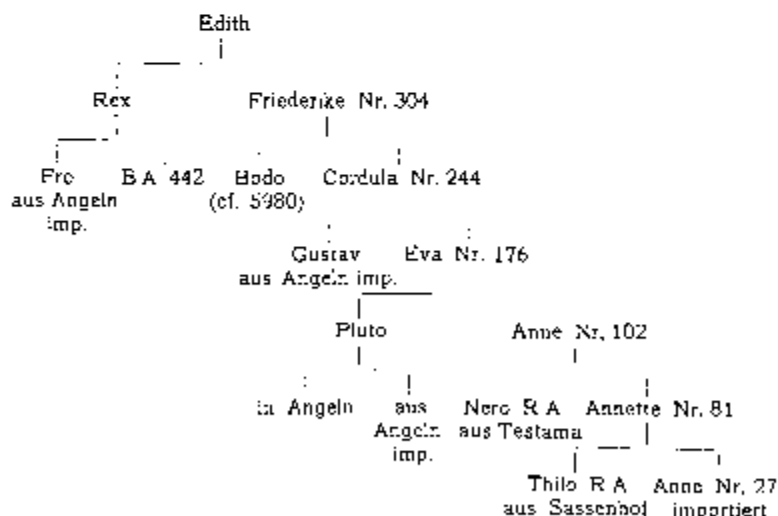 Edith
Rex Friederike Nr. 304
Fre B A 442 Bodo Cordula Nr. 244
aus Angeln (cf. 5980)
imp.
Gustav Eva Nr. 176
aus Angeln imp.
Pluto Anne Nr. 102
in Angeln aus Nero R A Annette Nr. 81
Angeln aus Testama
imp.
Thilo R A Anne Nr. 27
aus Sassenhof importiert